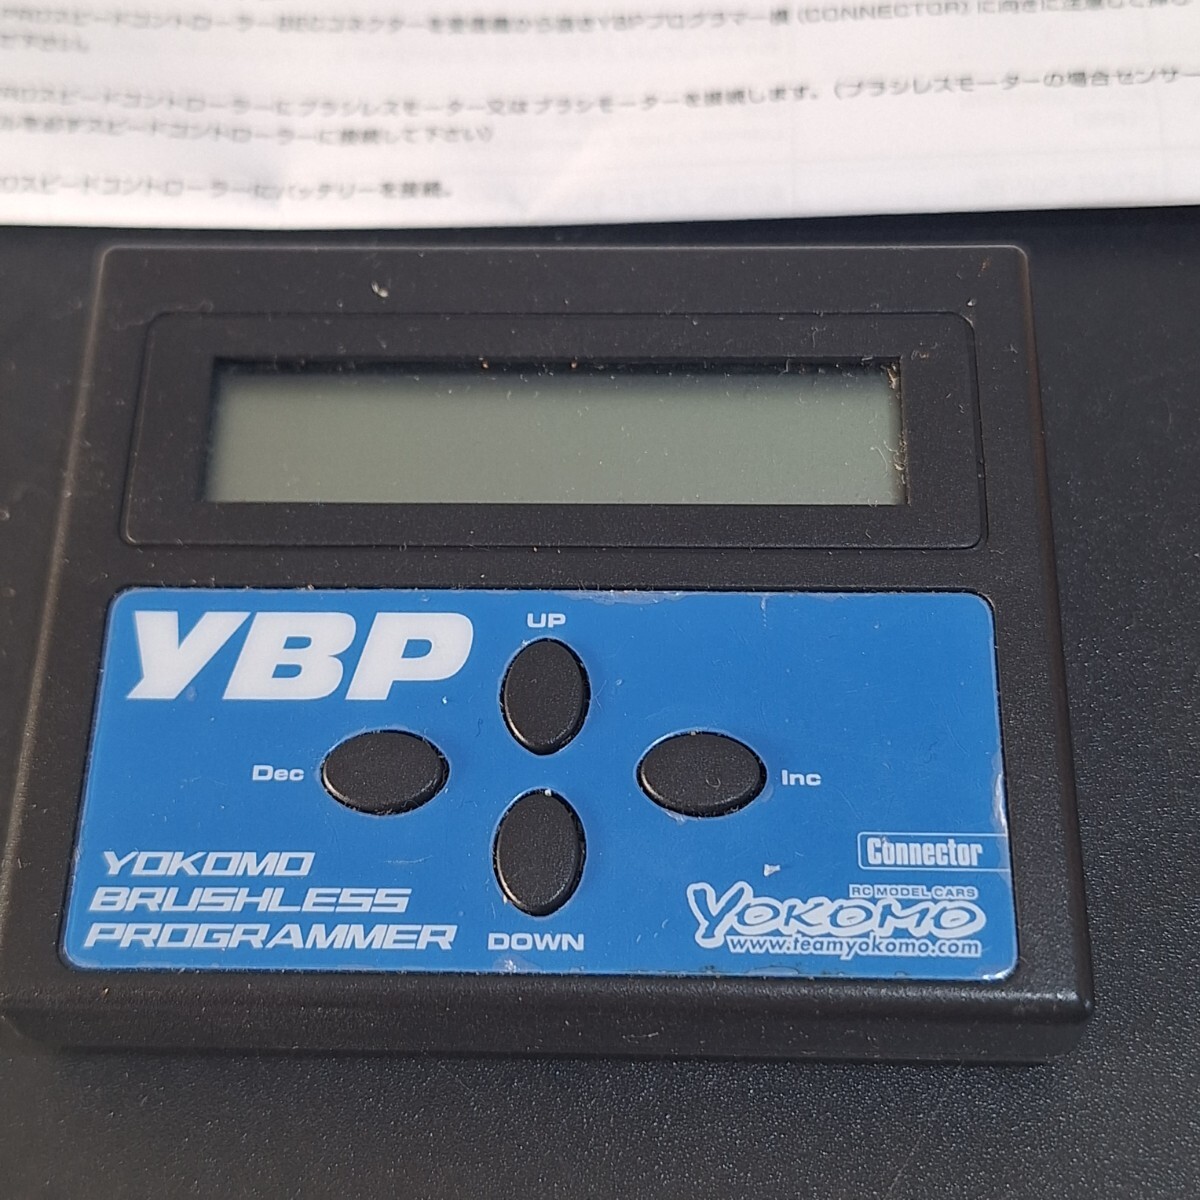 PROスピードコントローラーBECコネクターを受信機から抜きYBPプログラマー横(CONNECTOR)に向きに注意して挿し
て下さい。
PROスピードコントローラーにブラシレスモーター又はブラシモーターを接続します。(ブラシレスモーターの場合センサー
ルを必ずスピードコントローラーに接続して下さい)
ROスピードコントローラーにバッテリーを接続。
YBP
UP
Dec
Inc
DOWN
YOKOMO
BRUSHLESS
PROGRAMMER
Connector
RC MODEL CARS
YOKOMO
www.teamyokomo.com